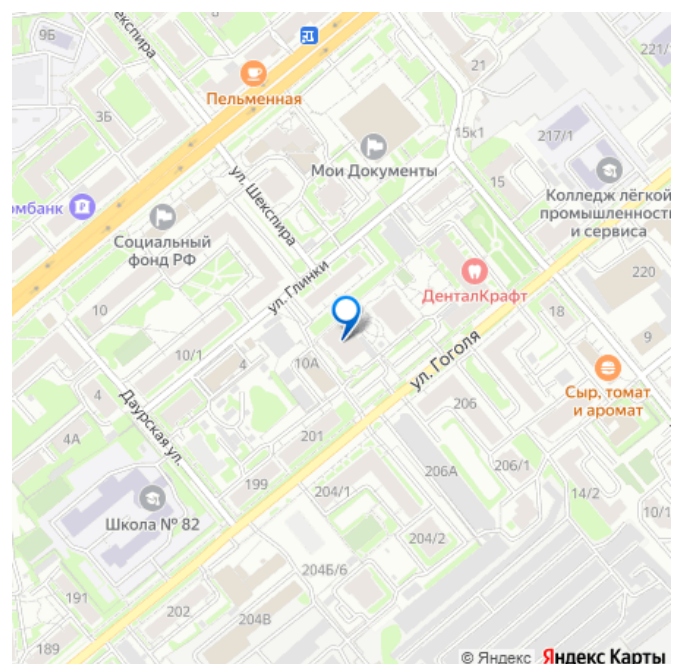 9Б
Шекспира
221/
21
Пельменная
3Б
15к1
217/1
Мои Документы
15
Колледж лёгкой
промышленност
и сервиса
ул. Шекспира
омбанк
Социальный
фонд РФ
220
ДенталКрафт
ул. Глинки
10
18
9
10/1
4
10А
ул. Гоголя
Сыр, томат
и аромат
4
Даурская ул.
206
4А
201
206А
206/1
199
204/1
14/2
10/1
Школа № 82
204/2
204Б/6
191
202
204В
189
© Яндекс Яндекс Карты